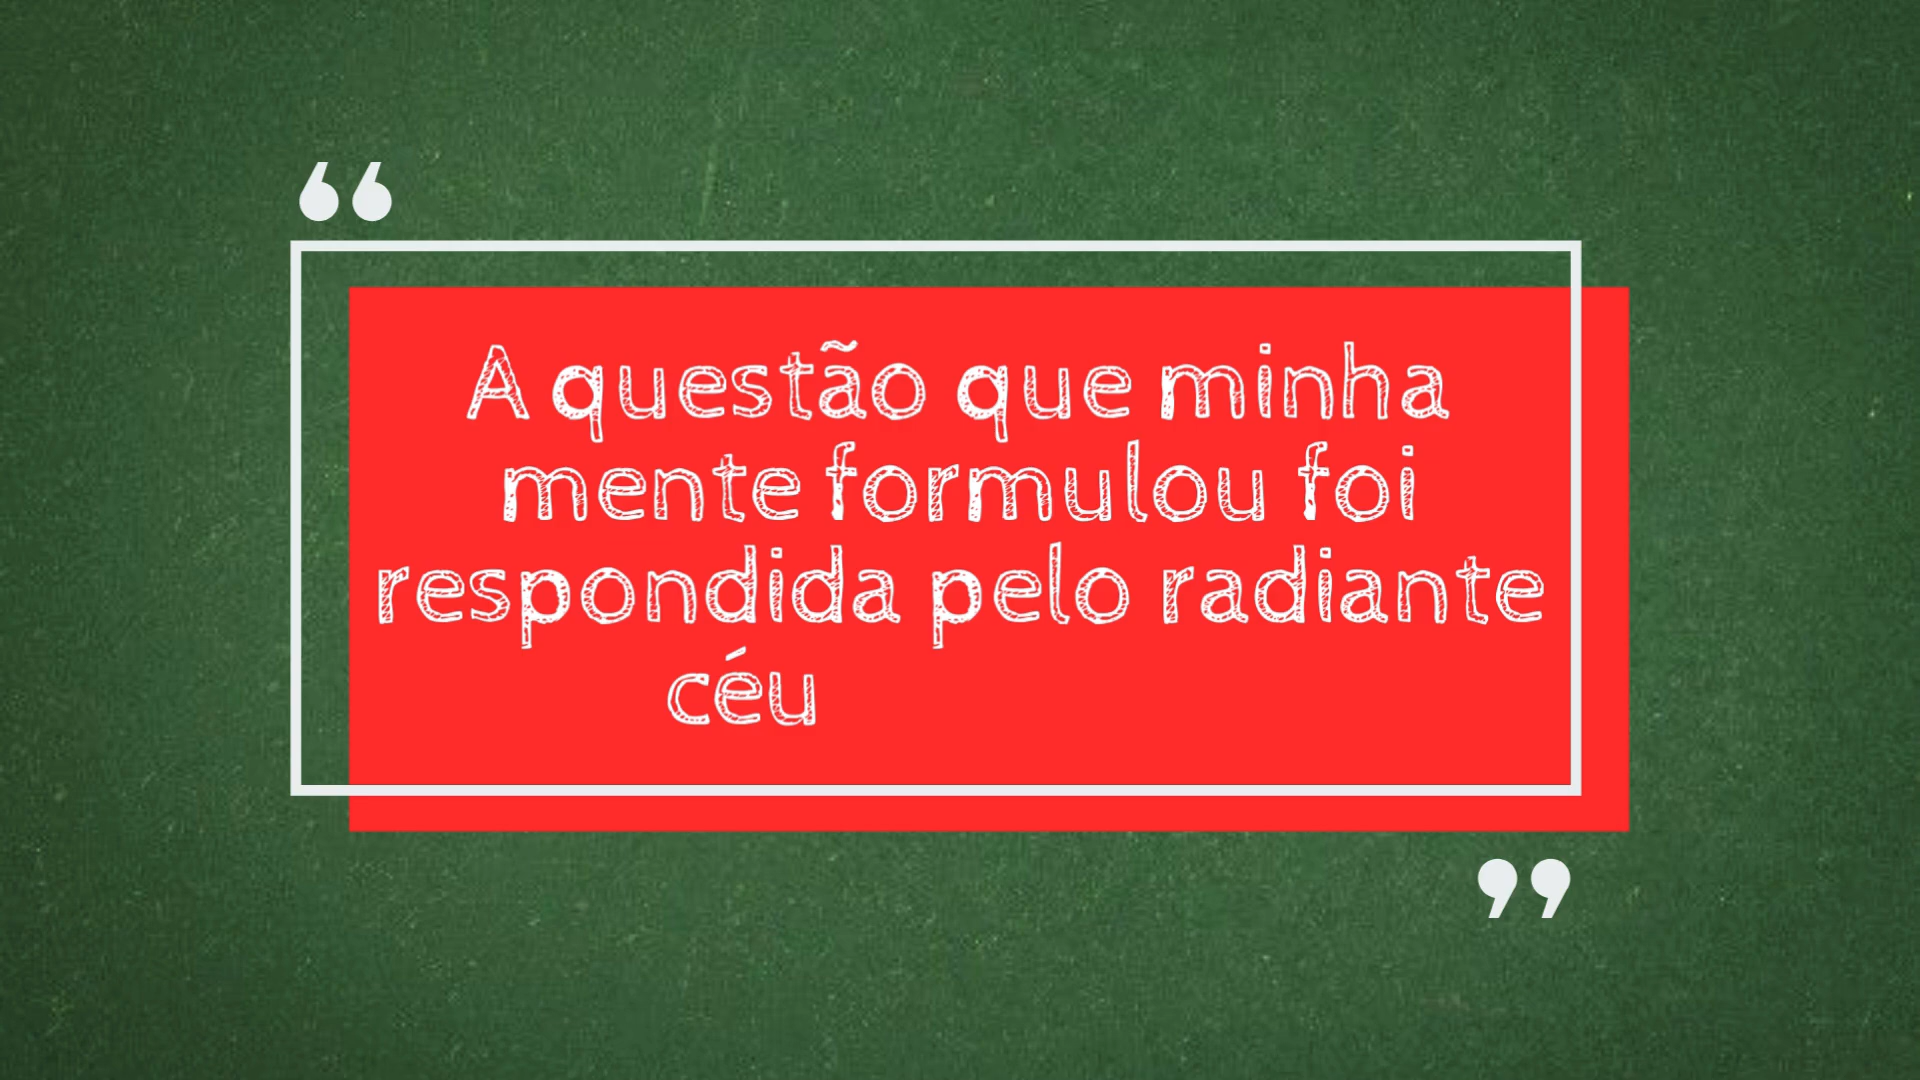 “
A questão que minha
mente formulou foi
respondida pelo radiante
céu
”